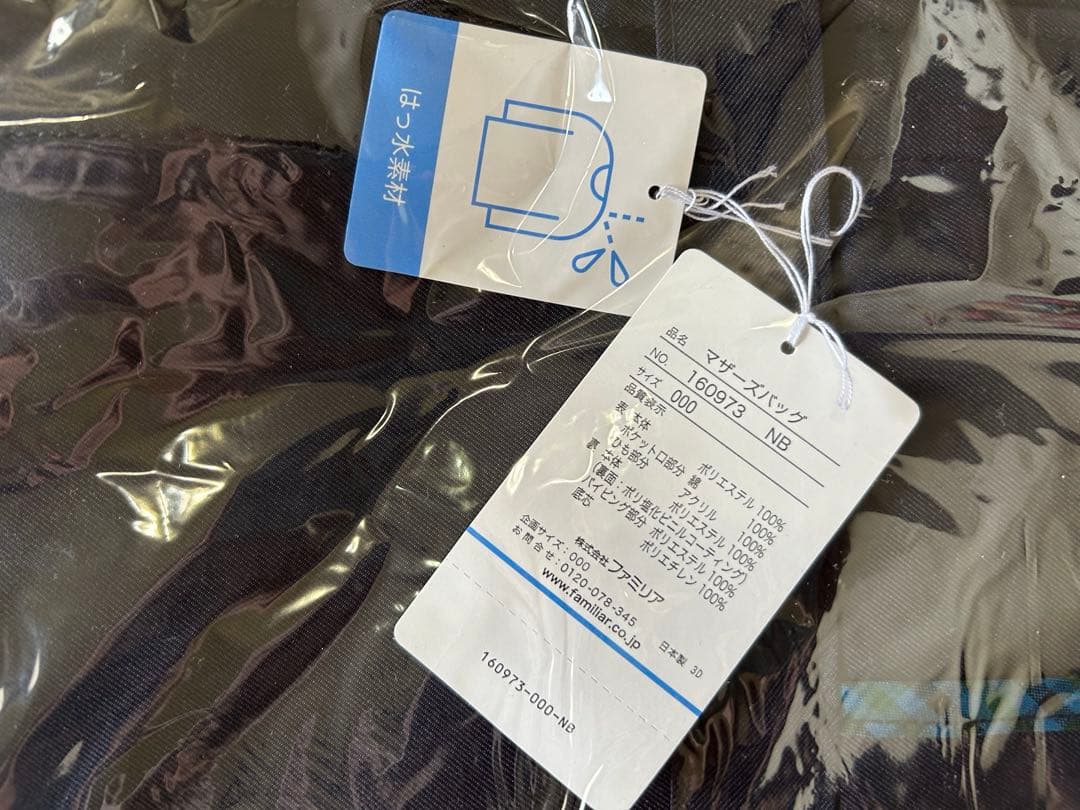 はっ水素材
品名 マザーズバッグ
NO. 160973 NB
サイズ 000
品質表示
表 本体 ポリエステル 100%
ポケット口部分 綿 100%
ひも部分 アクリル 100%
裏 本体 ポリエステル 100%
(裏面:ポリ塩化ビニルコーティング)
パイピング部分 ポリエステル 100%
底芯 ポリエチレン 100%
株式会社 ファミリア
企画サイズ:000
お問合せ:0120-078-345
www.familiar.co.jp
日本製 3D
160973-000-NB